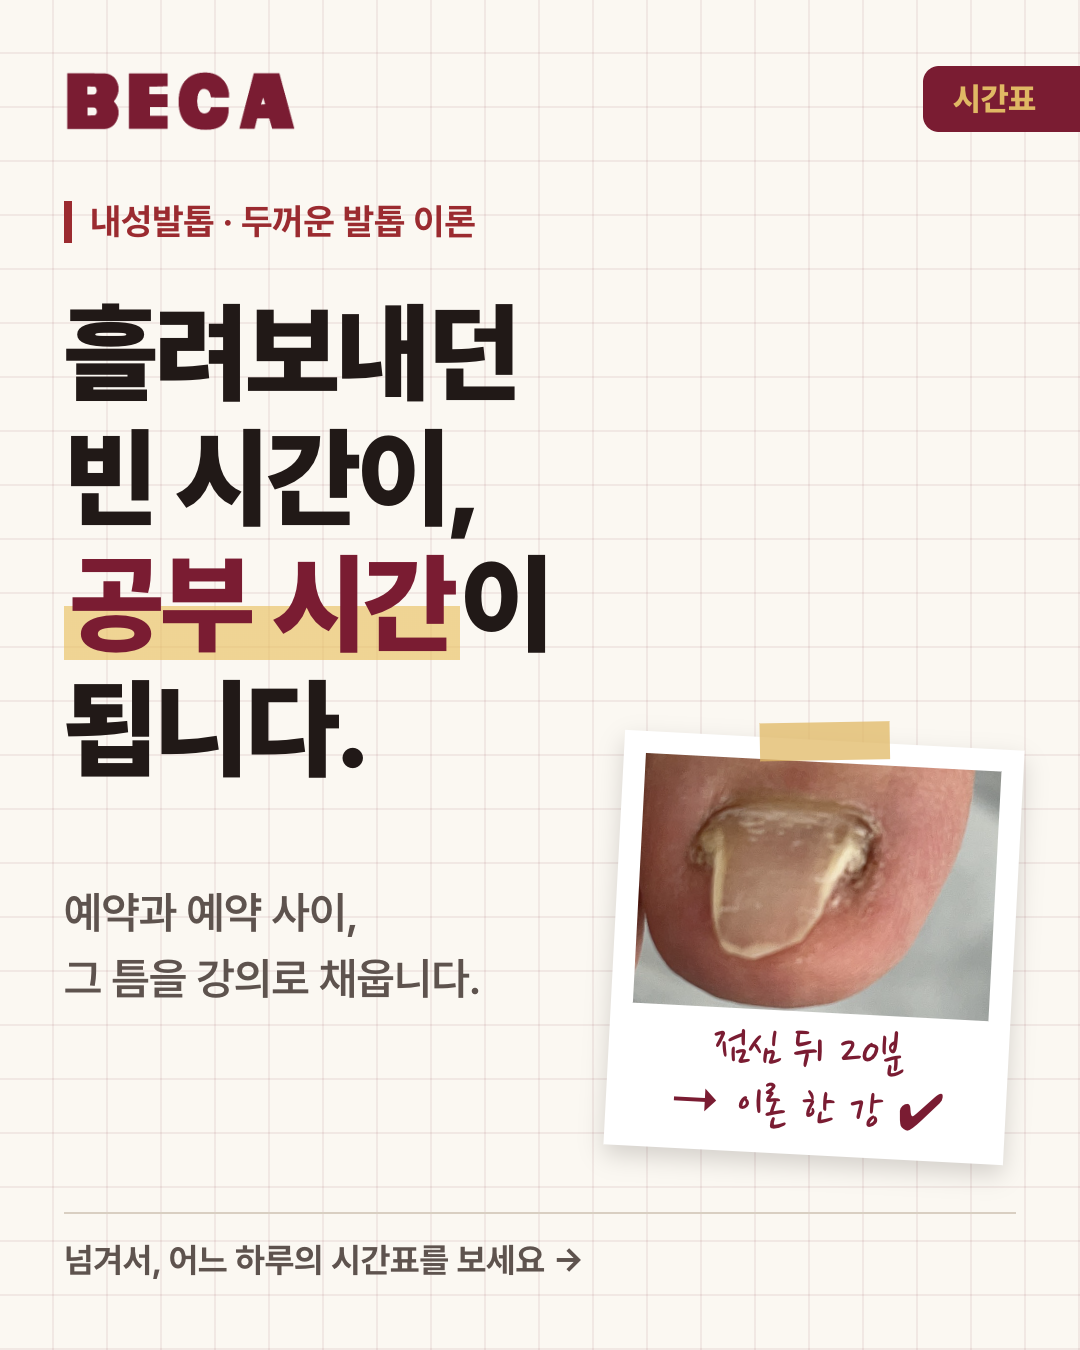 BECA
시간표
내성발톱 · 두꺼운 발톱 이론
흘려보내던
빈 시간이,
공부 시간이
됩니다.
예약과 예약 사이,
그 틈을 강의로 채웁니다.
점심 뒤 20분
→ 이론 한 강 ✔
넘겨서, 어느 하루의 시간표를 보세요 →